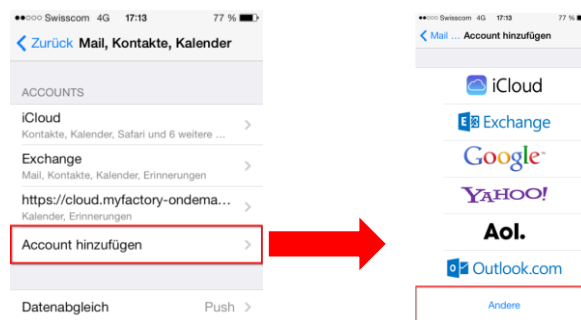 Swisscom 4G 17:13 77 %
Zurück Mail, Kontakte, Kalender
ACCOUNTS
iCloud
Kontakte, Kalender, Safari und 6 weitere ...
Exchange
Mail, Kontakte, Kalender, Erinnerungen
https://cloud.myfactory-ondema...
Kalender, Erinnerungen
Account hinzufügen
Datenabgleich Push
Swisscom 4G 17:13 77 %
Mail ... Account hinzufügen
iCloud
E Exchange
Google
YAHOO!
Aol.
o Outlook.com
Andere